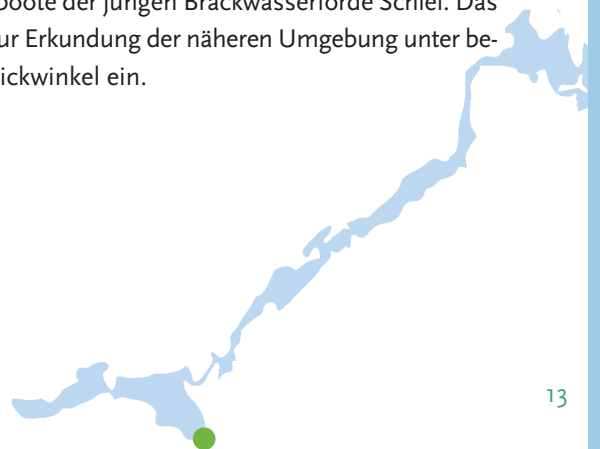 boote der jungen Brackwasserförde Schlei. Das
ur Erkundung der näheren Umgebung unter be-
ickwinkel ein.
13